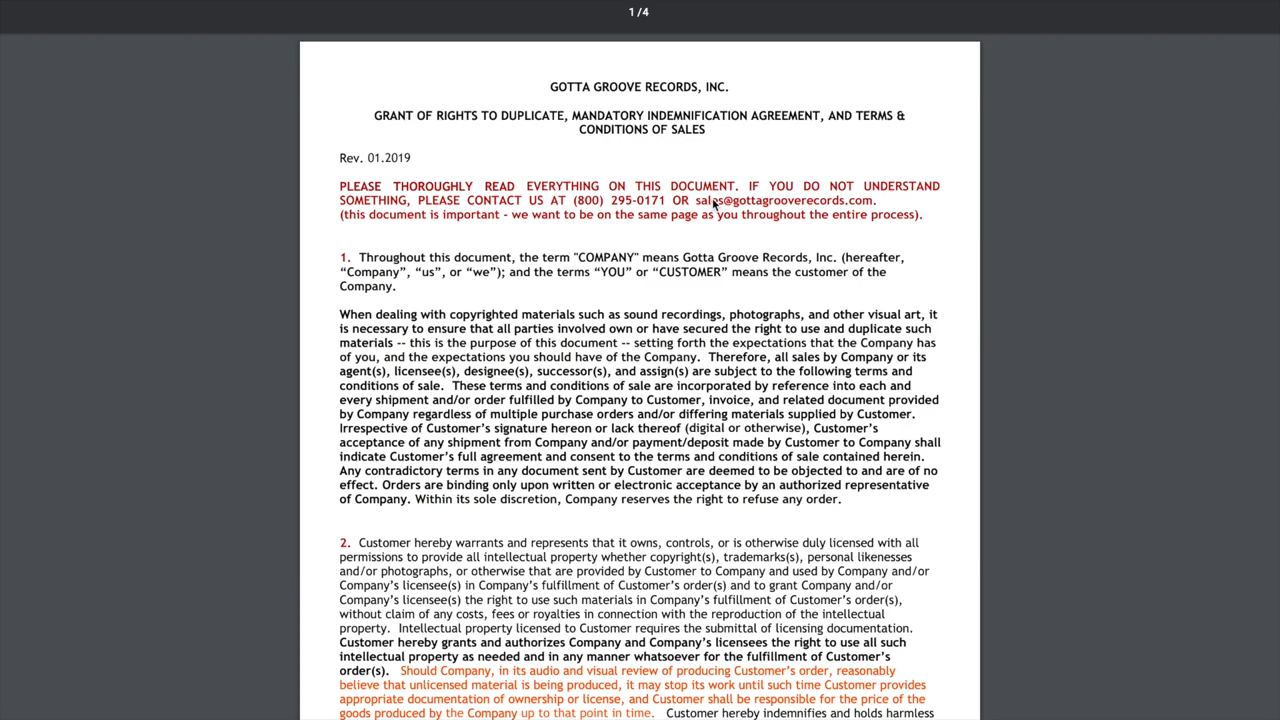 1 / 4
GOTTA GROOVE RECORDS, INC.
GRANT OF RIGHTS TO DUPLICATE, MANDATORY INDEMNIFICATION AGREEMENT, AND TERMS &
CONDITIONS OF SALES
Rev. 01.2019
PLEASE THOROUGHLY READ EVERYTHING ON THIS DOCUMENT. IF YOU DO NOT UNDERSTAND
SOMETHING, PLEASE CONTACT US AT (800) 295-0171 OR sales@gottagrooverecords.com.
(this document is important - we want to be on the same page as you throughout the entire process).
1. Throughout this document, the term "COMPANY" means Gotta Groove Records, Inc. (hereafter,
“Company”, “us”, or “we”); and the terms “YOU” or “CUSTOMER” means the customer of the
Company.
When dealing with copyrighted materials such as sound recordings, photographs, and other visual art, it
is necessary to ensure that all parties involved own or have secured the right to use and duplicate such
materials -- this is the purpose of this document -- setting forth the expectations that the Company has
of you, and the expectations you should have of the Company. Therefore, all sales by Company or its
agent(s), licensee(s), designee(s), successor(s), and assign(s) are subject to the following terms and
conditions of sale. These terms and conditions of sale are incorporated by reference into each and
every shipment and/or order fulfilled by Company to Customer, invoice, and related document provided
by Company regardless of multiple purchase orders and/or differing materials supplied by Customer.
Irrespective of Customer’s signature hereon or lack thereof (digital or otherwise), Customer’s
acceptance of any shipment from Company and/or payment/deposit made by Customer to Company shall
indicate Customer’s full agreement and consent to the terms and conditions of sale contained herein.
Any contradictory terms in any document sent by Customer are deemed to be objected to and are of no
effect. Orders are binding only upon written or electronic acceptance by an authorized representative
of Company. Within its sole discretion, Company reserves the right to refuse any order.
2. Customer hereby warrants and represents that it owns, controls, or is otherwise duly licensed with all
permissions to provide all intellectual property whether copyright(s), trademarks(s), personal likenesses
and/or photographs, or otherwise that are provided by Customer to Company and used by Company and/or
Company’s licensee(s) in Company’s fulfillment of Customer’s order(s) and to grant Company and/or
Company’s licensee(s) the right to use such materials in Company’s fulfillment of Customer’s order(s),
without claim of any costs, fees or royalties in connection with the reproduction of the intellectual
property. Intellectual property licensed to Customer requires the submittal of licensing documentation.
Customer hereby grants and authorizes Company and Company’s licensees the right to use all such
intellectual property as needed and in any manner whatsoever for the fulfillment of Customer’s
order(s). Should Company, in its audio and visual review of producing Customer’s order, reasonably
believe that unlicensed material is being produced, it may stop its work until such time Customer provides
appropriate documentation of ownership or license, and Customer shall be responsible for the price of the
goods produced by the Company up to that point in time. Customer hereby indemnifies and holds harmless